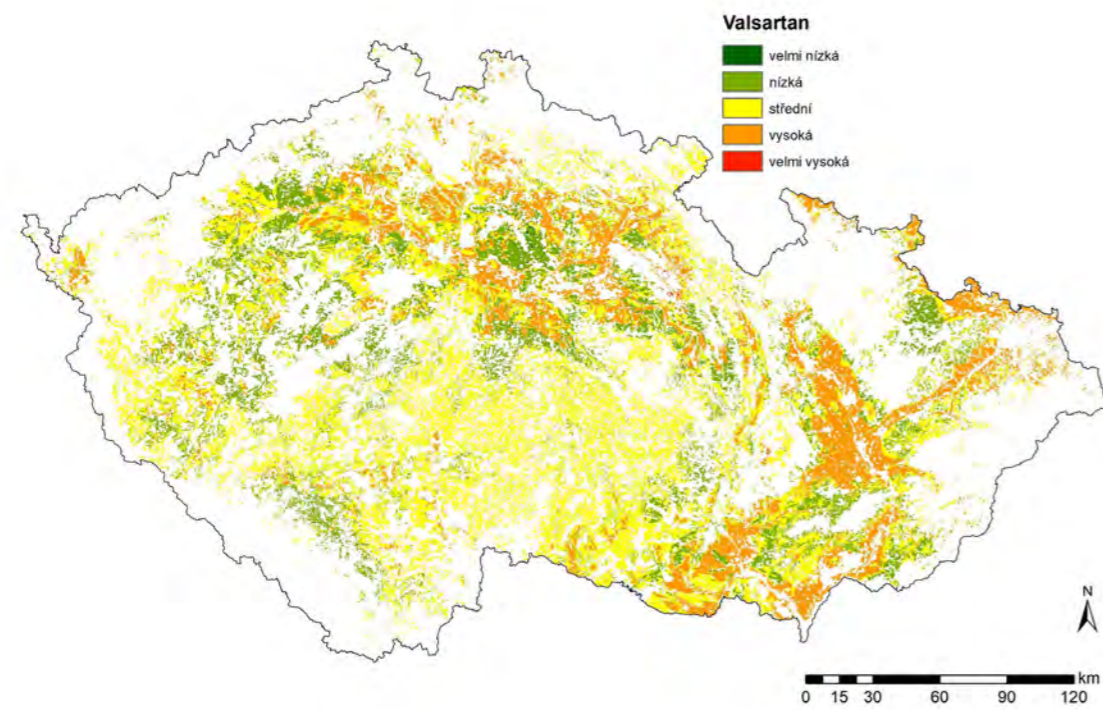 Valsartan
velmi nízká
nízká
střední
vysoká
velmi vysoká
N
km
0 15 30 60 90 120